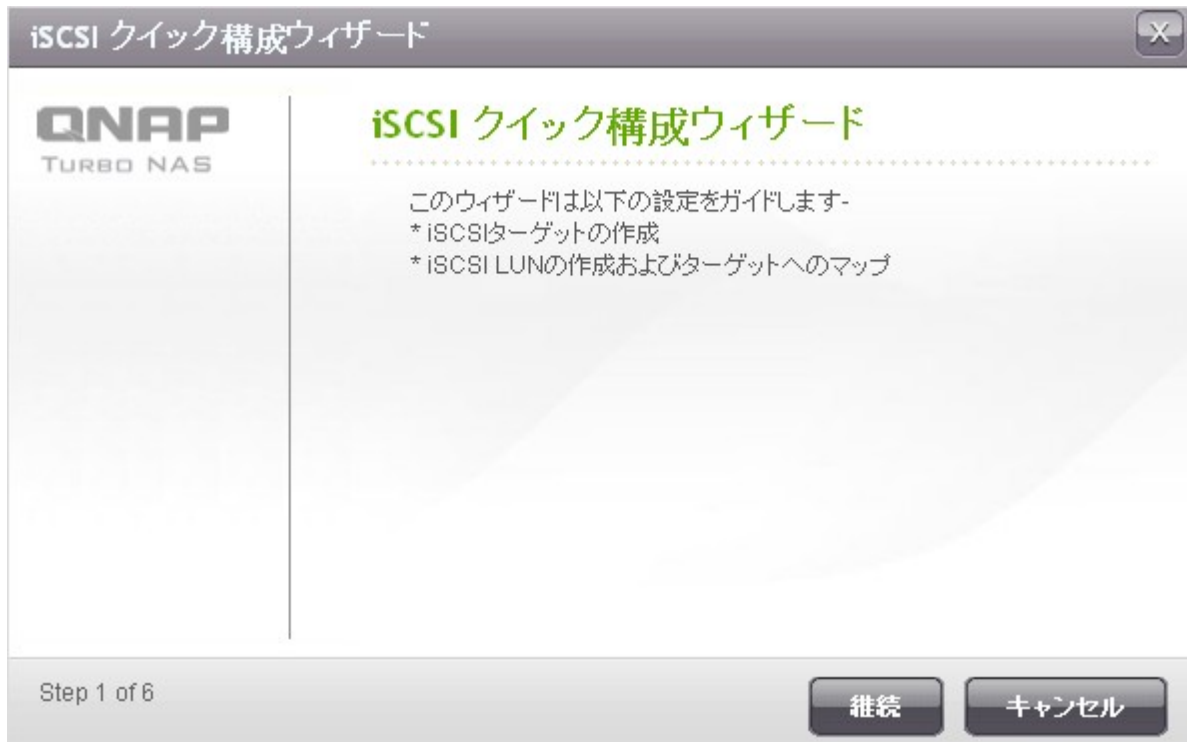 iSCSI クイック構成ウィザード
X
QNAP
TURBO NAS
iSCSI クイック構成ウィザード
このウィザードは以下の設定をガイドします-
* iSCSIターゲットの作成
* iSCSI LUNの作成およびターゲットへのマップ
Step 1 of 6
継続
キャンセル